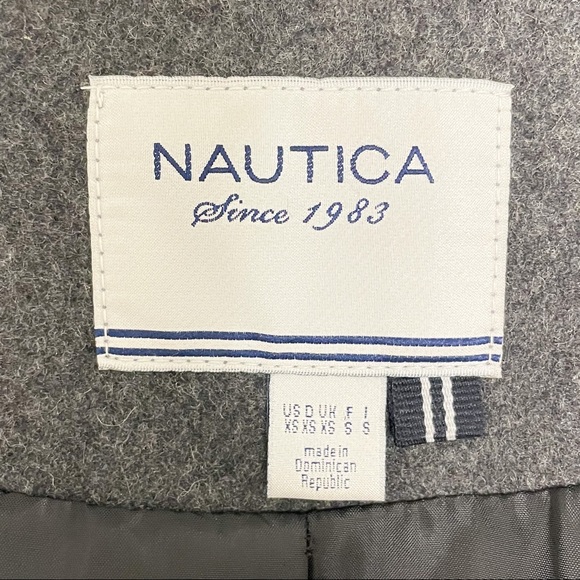 NAUTICA
Since 1983
US D UK F I
XS XS XS S S
made in
Dominican
Republic